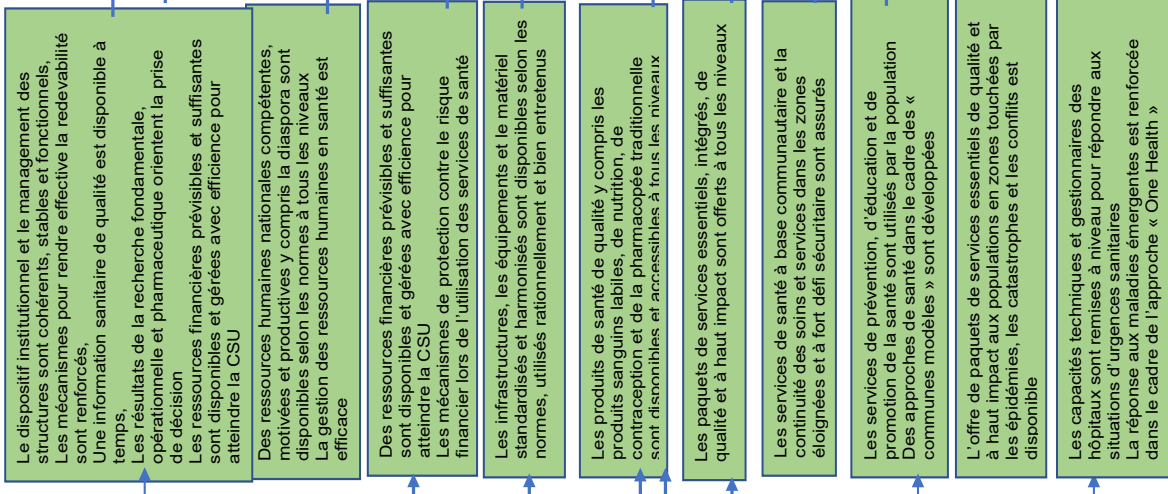 Le dispositif institutionnel et le management des
structures sont cohérents, stables et fonctionnels,
Les mécanismes pour rendre effective la redevabilité
sont renforcés,
Une information sanitaire de qualité est disponible à
temps,
Les résultats de la recherche fondamentale,
opérationnelle et pharmaceutique orientent la prise
de décision
Les ressources financières prévisibles et suffisantes
sont disponibles et gérées avec efficience pour
atteindre la CSU
Des ressources humaines nationales compétentes,
motivées et productives y compris la diaspora sont
disponibles selon les normes à tous les niveaux
La gestion des ressources humaines en santé est
efficace
Des ressources financières prévisibles et suffisantes
sont disponibles et gérées avec efficience pour
atteindre la CSU
Les mécanismes de protection contre le risque
financier lors de l'utilisation des services de santé
Les infrastructures, les équipements et le matériel
standardisés et harmonisés sont disponibles selon les
normes, utilisés rationnellement et bien entretenus
Les produits de santé de qualité y compris les
produits sanguins labiles, de nutrition, de
contraception et de la pharmacopée traditionnelle
sont disponibles et accessibles à tous les niveaux
Les paquets de services essentiels, intégrés, de
qualité et à haut impact sont offerts à tous les niveaux
Les services de santé à base communautaire et la
continuité des soins et services dans les zones
éloignées et à fort défi sécuritaire sont assurés
Les services de prévention, d'éducation et de
promotion de la santé sont utilisés par la population
Des approches de santé dans le cadre des «
communes modèles » sont développées
L'offre de paquets de services essentiels de qualité et
à haut impact aux populations en zones touchées par
les épidémies, les catastrophes et les conflits est
disponible
Les capacités techniques et gestionnaires des
hôpitaux sont remises à niveau pour répondre aux
situations d'urgences sanitaires
La réponse aux maladies émergentes est renforcée
dans le cadre de l'approche « One Health »